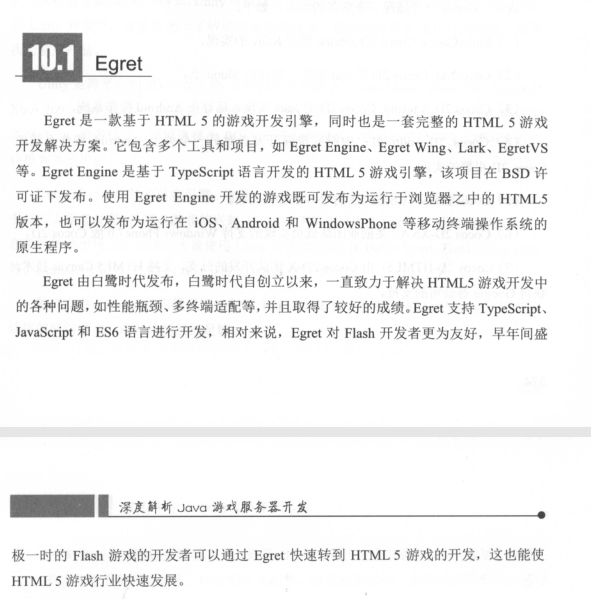 10.1 Egret
Egret 是一款基于 HTML 5 的游戏开发引擎，同时也是一套完整的 HTML 5 游戏
开发解决方案。它包含多个工具和项目，如 Egret Engine、Egret Wing、Lark、EgretVS
等。Egret Engine 是基于 TypeScript 语言开发的 HTML 5 游戏引擎，该项目在 BSD 许
可证下发布。使用 Egret Engine 开发的游戏既可发布为运行于浏览器之中的 HTML5
版本，也可以发布为运行在 iOS、Android 和 WindowsPhone 等移动终端操作系统的
原生程序。
Egret 由白鹭时代发布，白鹭时代自创立以来，一直致力于解决 HTML5 游戏开发中
的各种问题，如性能瓶颈、多终端适配等，并且取得了较好的成绩。Egret 支持 TypeScript、
JavaScript 和 ES6 语言进行开发，相对来说，Egret 对 Flash 开发者更为友好，早年间盛
深度解析 Java 游戏服务器开发
极一时的 Flash 游戏的开发者可以通过 Egret 快速转到 HTML 5 游戏的开发，这也能使
HTML 5 游戏行业快速发展。